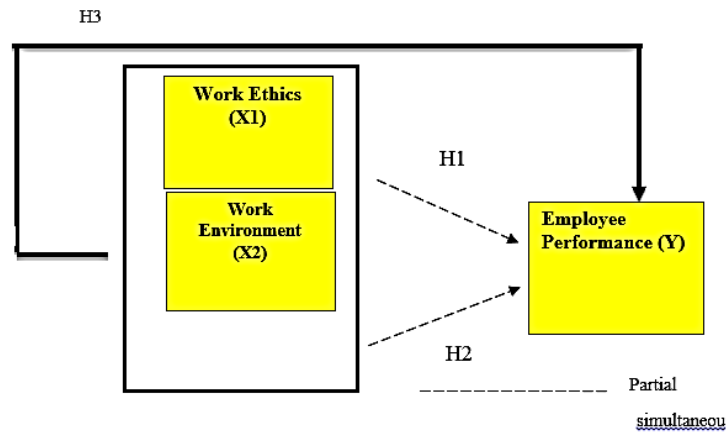 H3
Work Ethics
(X1)
H1
Work
Environment
(X2)
Employee
Performance (Y)
H2
Partial
simultaneou